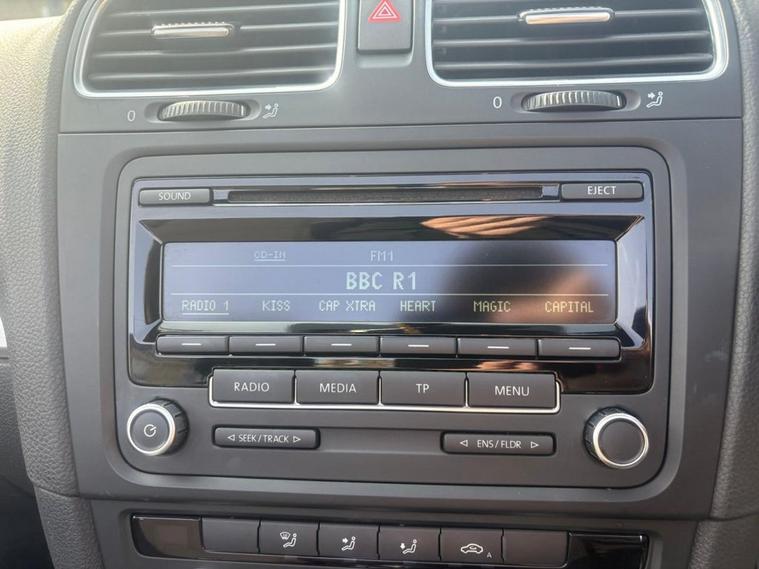 0
0
SOUND
EJECT
CD-IN FM1
BBC R1
RADIO 1 KISS CAP XTRA HEART MAGIC CAPITAL
RADIO MEDIA TP MENU
◁ SEEK/TRACK ▷ ◁ ENS/FLDR ▷
A